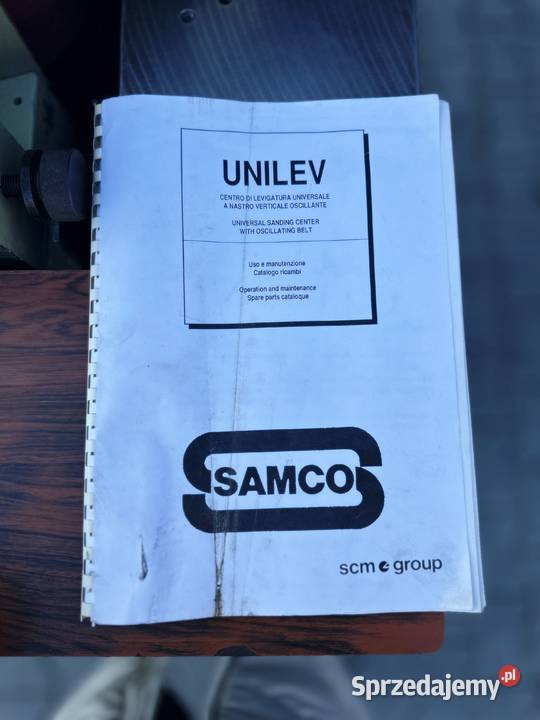 UNILEV
CENTRO DI LEVIGATURA UNIVERSALE
A NASTRO VERTICALE OSCILLANTE
UNIVERSAL SANDING CENTER
WITH OSCILLATING BELT
Uso e manutenzione
Catalogo ricambi
Operation and maintenance
Spare parts cataloque
SAMCO
scm group
Sprzedajemy.pl